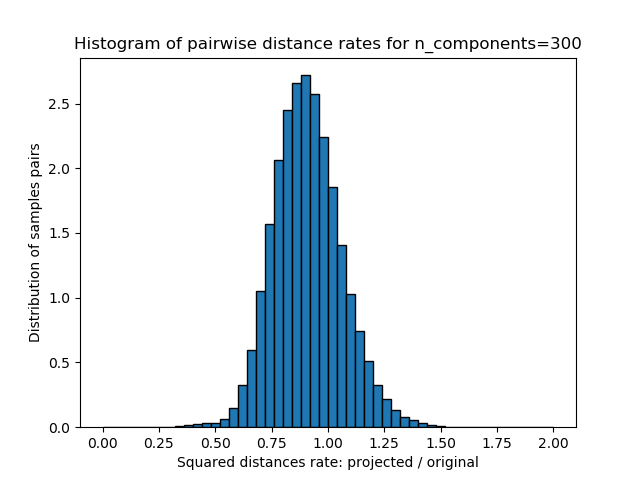 Histogram of pairwise distance rates for n_components=300
Distribution of samples pairs
2.5
2.0
1.5
1.0
0.5
0.0
0.00 0.25 0.50 0.75 1.00 1.25 1.50 1.75 2.00
Squared distances rate: projected / original